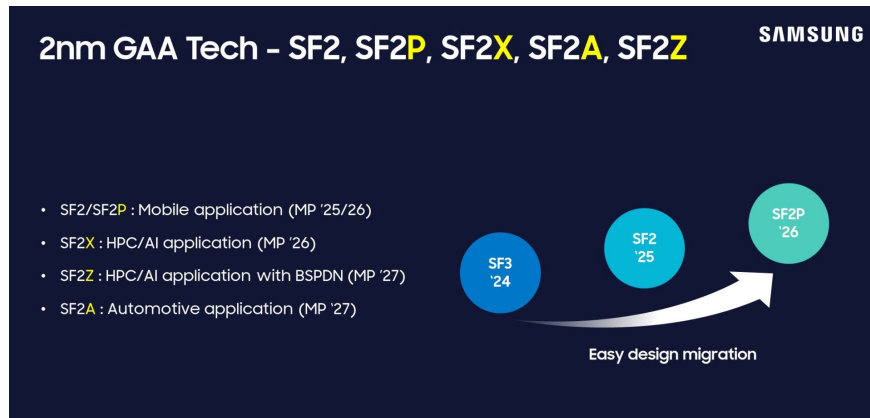 2nm GAA Tech – SF2, SF2P, SF2X, SF2A, SF2Z
SAMSUNG
• SF2/SF2P : Mobile application (MP '25/26)
• SF2X : HPC/AI application (MP '26)
• SF2Z : HPC/AI application with BSPDN (MP '27)
• SF2A : Automotive application (MP '27)
SF3
'24
SF2
'25
SF2P
'26
Easy design migration